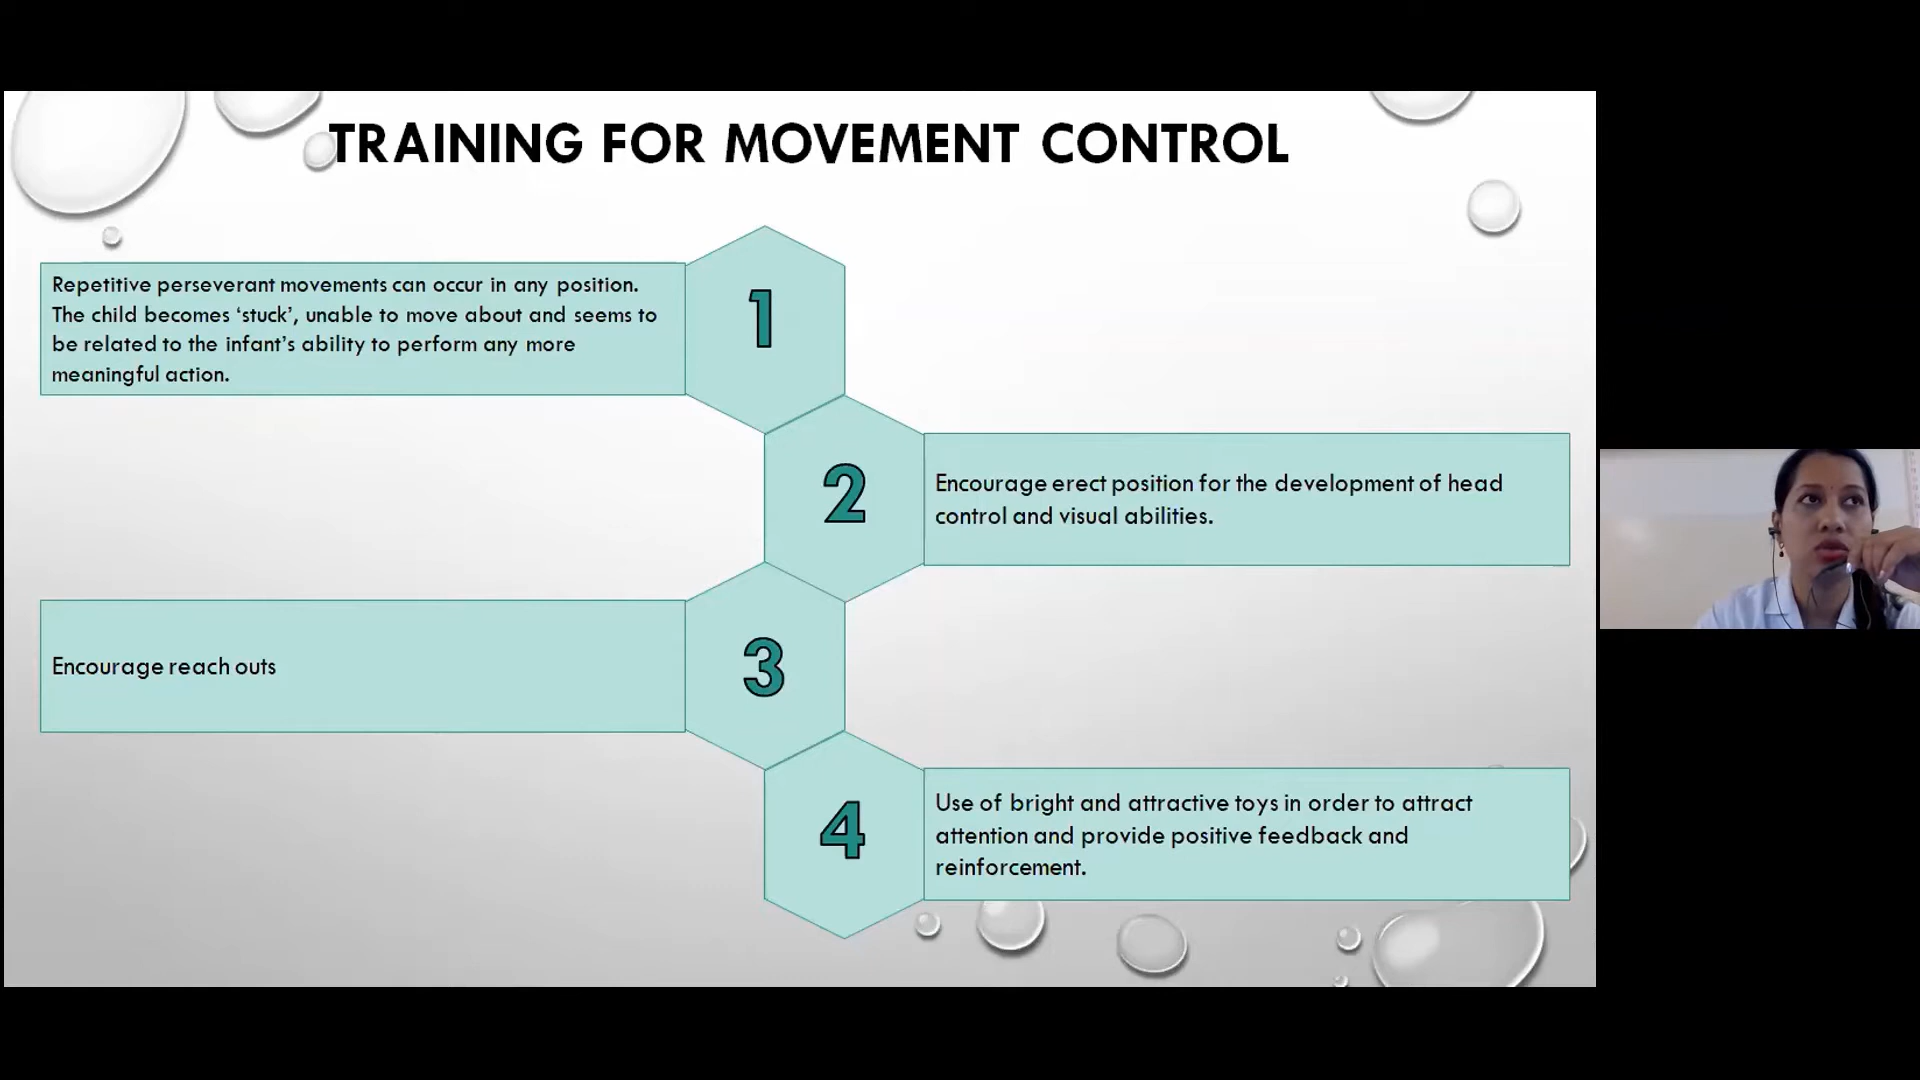 TRAINING FOR MOVEMENT CONTROL
Repetitive perseverant movements can occur in any position.
The child becomes ‘stuck’, unable to move about and seems to
be related to the infant’s ability to perform any more
meaningful action.
1
2
Encourage erect position for the development of head
control and visual abilities.
Encourage reach outs
3
4
Use of bright and attractive toys in order to attract
attention and provide positive feedback and
reinforcement.